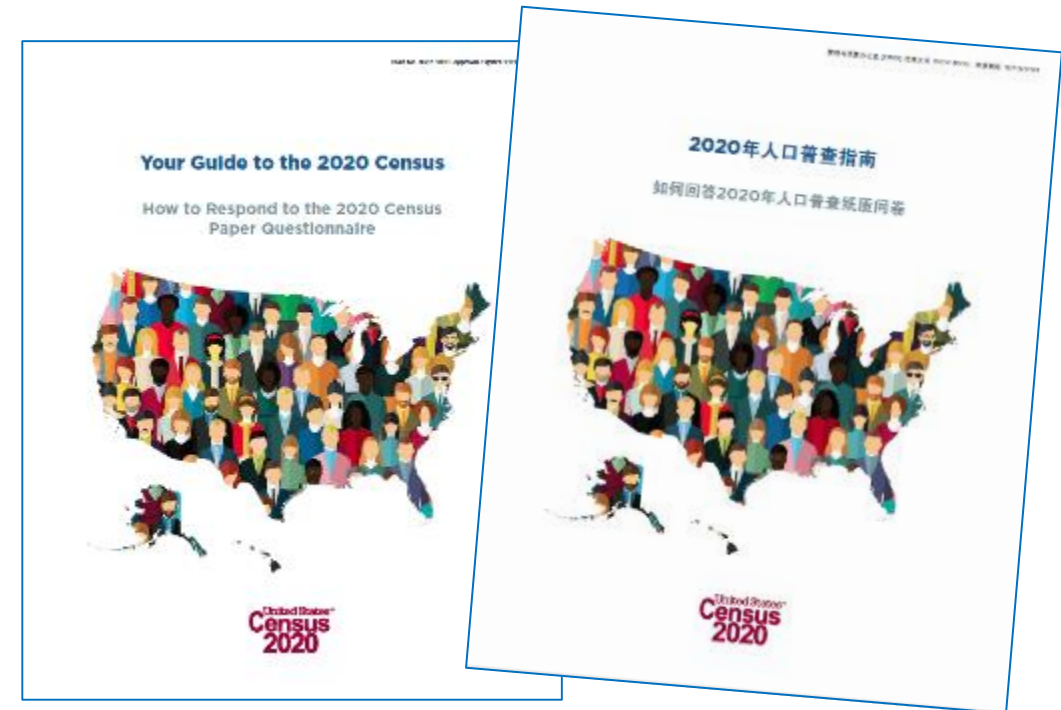 Your Guide to the 2020 Census
How to Respond to the 2020 Census
Paper Questionnaire
United States™
Census
2020
2020年人口普查指南
如何回答2020年人口普查纸质问卷
United States™
Census
2020